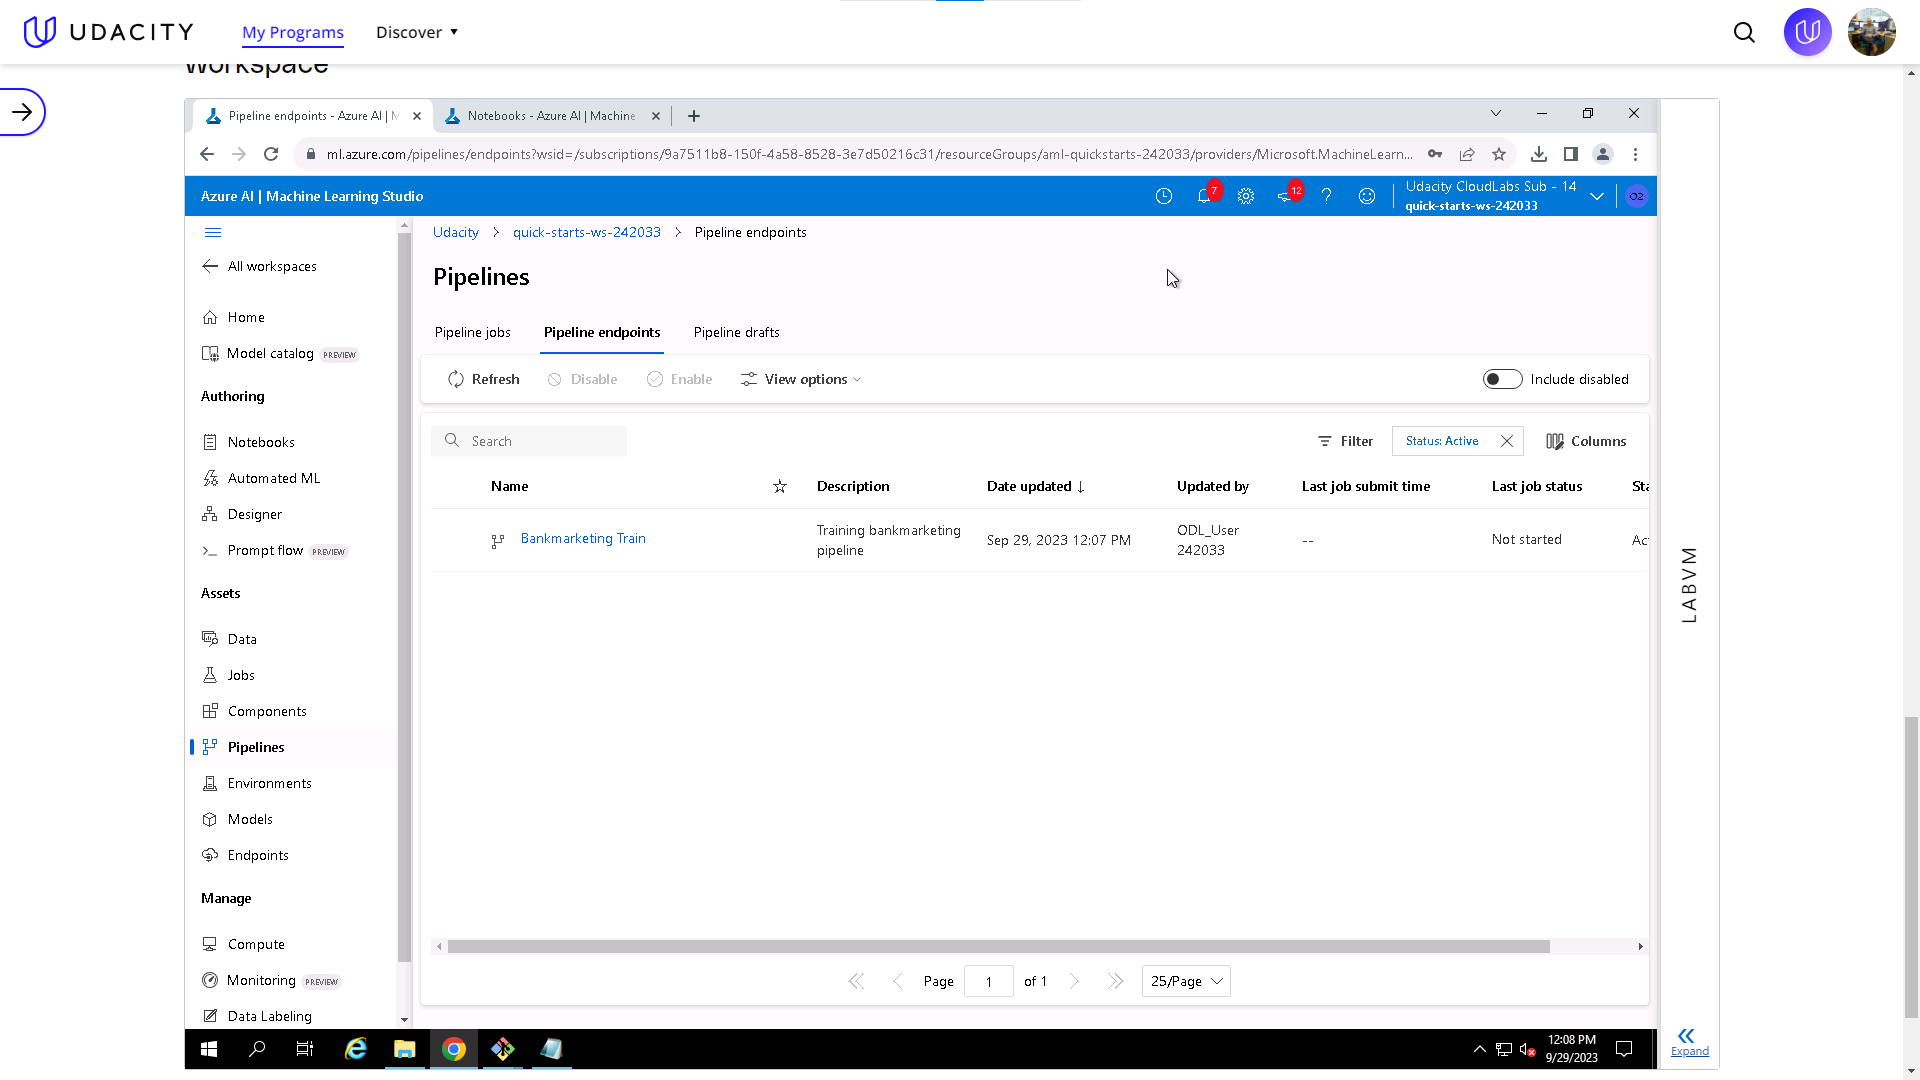 UDACITY
My Programs
Discover
Workspace
Pipeline endpoints - Azure AI | M
Notebooks - Azure AI | Machine
ml.azure.com/pipelines/endpoints?wsid=/subscriptions/9a7511b8-150f-4a58-8528-3e7d50216c31/resourceGroups/aml-quickstarts-242033/providers/Microsoft.MachineLearn...
Azure AI | Machine Learning Studio
7
12
Udacity CloudLabs Sub - 14
quick-starts-ws-242033
O2
Udacity > quick-starts-ws-242033 > Pipeline endpoints
All workspaces
Home
Model catalog PREVIEW
Authoring
Notebooks
Automated ML
Designer
Prompt flow PREVIEW
Assets
Data
Jobs
Components
Pipelines
Environments
Models
Endpoints
Manage
Compute
Monitoring PREVIEW
Data Labeling
Pipelines
Pipeline jobs
Pipeline endpoints
Pipeline drafts
Refresh
Disable
Enable
View options
Include disabled
Search
Filter
Status: Active
Columns
Name
Description
Date updated ↓
Updated by
Last job submit time
Last job status
Sta
Bankmarketing Train
Training bankmarketing
pipeline
Sep 29, 2023 12:07 PM
ODL_User
242033
--
Not started
Ac
Page 1 of 1
25/Page
LABVM
Expand
12:08 PM
9/29/2023